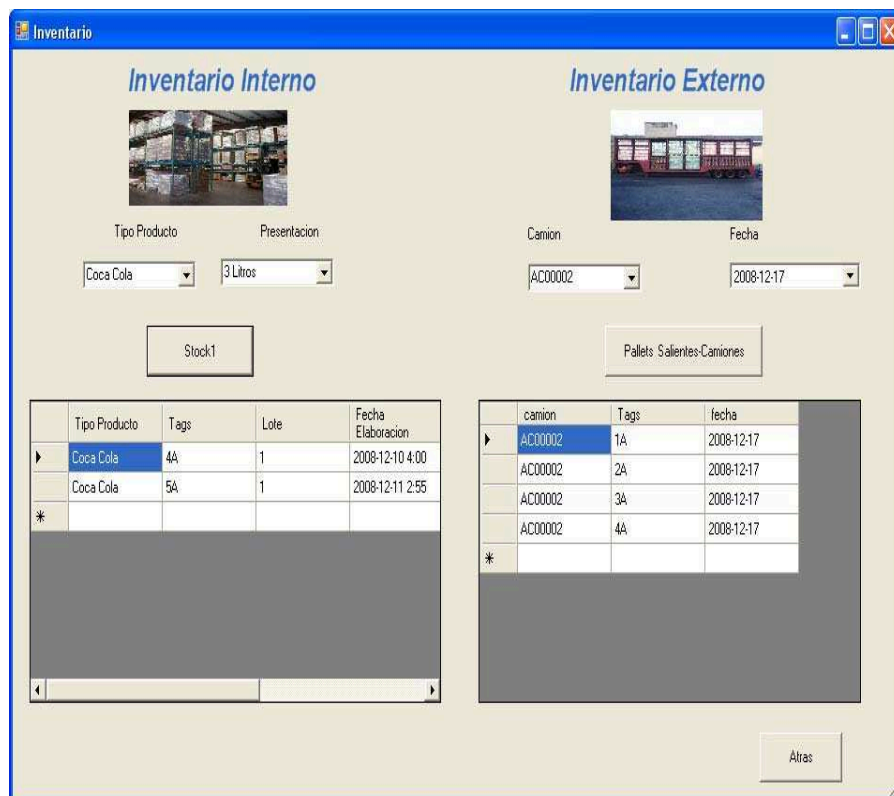 Inventario
Inventario Interno
Inventario Externo
Tipo Producto
Presentacion
Camion
Fecha
Coca Cola
3 Litros
AC00002
2008-12-17
Stock1
Pallets Salientes-Camiones
Tipo Producto Tags Lote Fecha
Elaboracion
Coca Cola 4A 1 2008-12-10 4:00
Coca Cola 5A 1 2008-12-11 2:55
*
camion Tags fecha
AC00002 1A 2008-12-17
AC00002 2A 2008-12-17
AC00002 3A 2008-12-17
AC00002 4A 2008-12-17
*
Atras